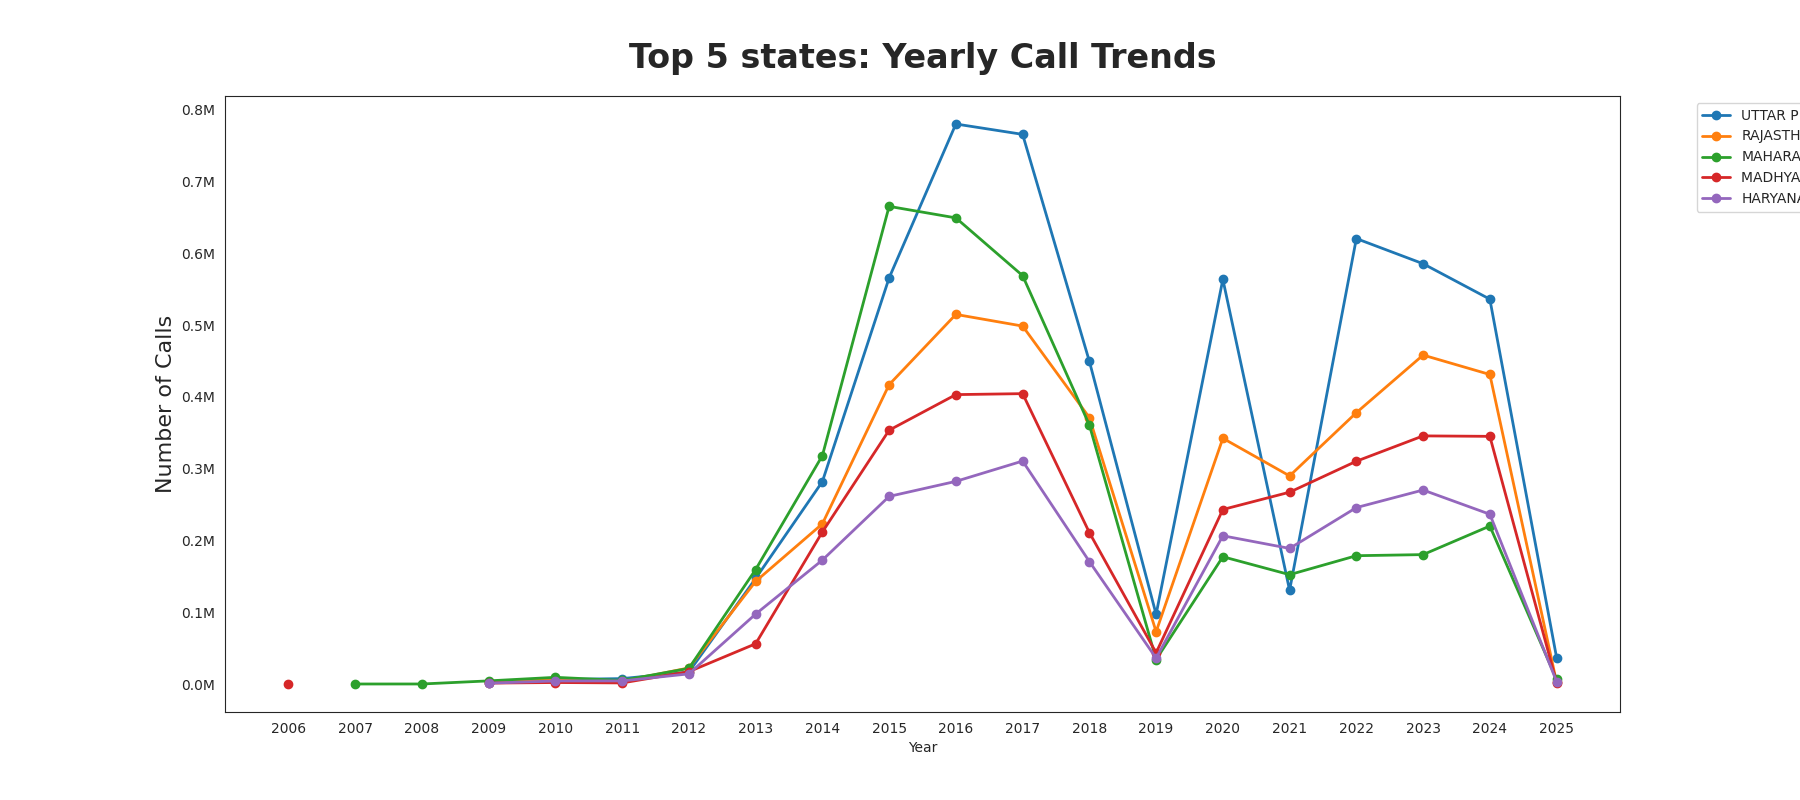 Top 5 states: Yearly Call Trends
0.8M
0.7M
0.6M
0.5M
0.4M
0.3M
0.2M
0.1M
0.0M
Number of Calls
2006 2007 2008 2009 2010 2011 2012 2013 2014 2015 2016 2017 2018 2019 2020 2021 2022 2023 2024 2025
Year
UTTAR P
RAJASTH
MAHARA
MADHYA
HARYANA